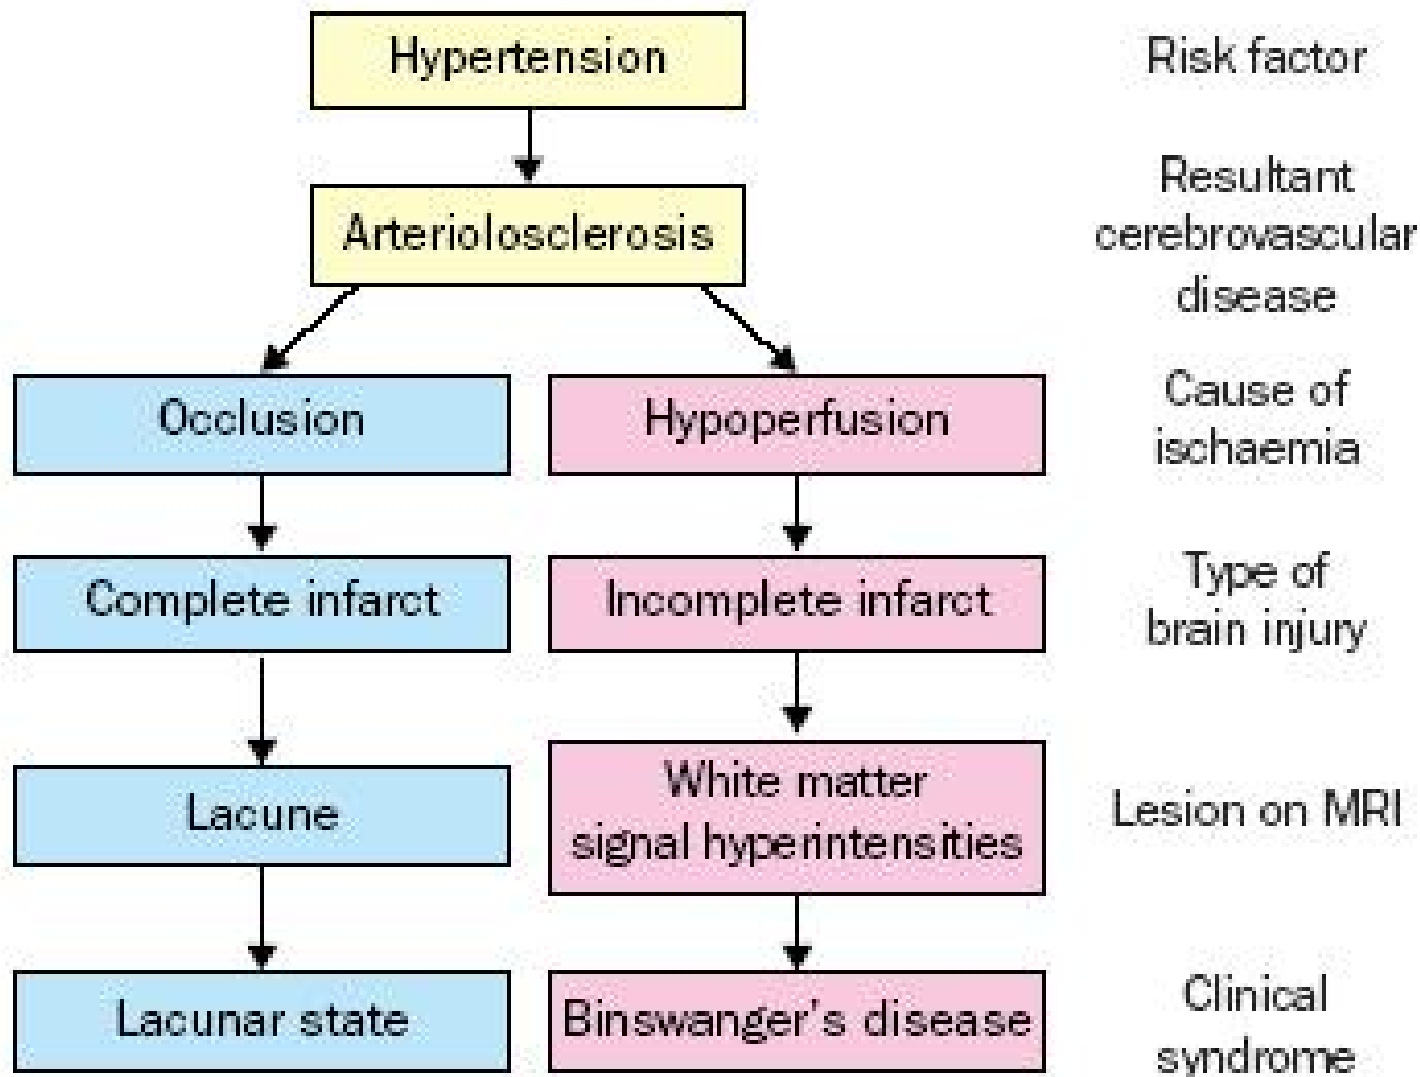 Hypertension
Risk factor
Arteriolosclerosis
Resultant
cerebrovascular
disease
Occlusion
Hypoperfusion
Cause of
ischaemia
Complete infarct
Incomplete infarct
Type of
brain injury
Lacune
White matter
signal hyperintensities
Lesion on MRI
Lacunar state
Binswanger's disease
Clinical
syndrome